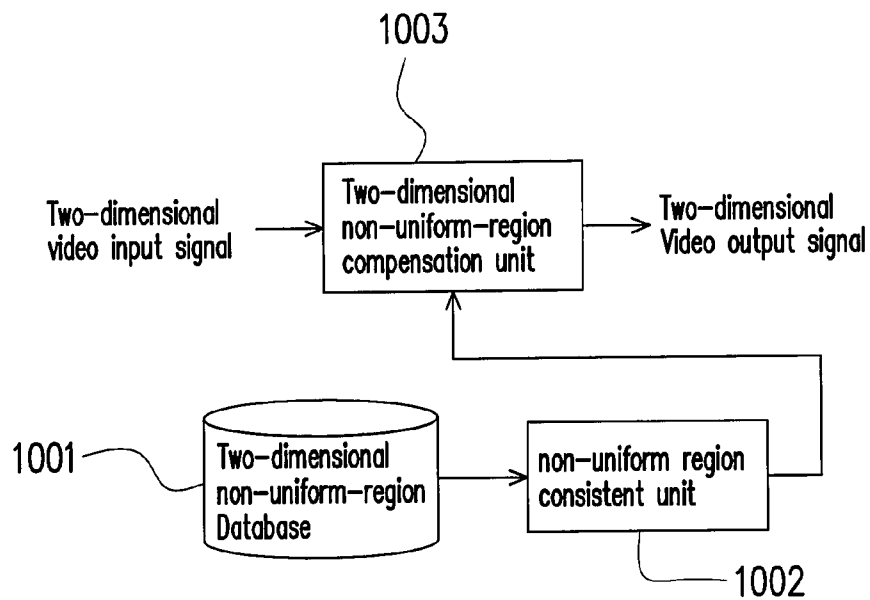 1003
Two-dimensional
video input signal
Two-dimensional
non-uniform-region
compensation unit
Two-dimensional
Video output signal
1001
Two-dimensional
non-uniform-region
Database
non-uniform region
consistent unit
1002